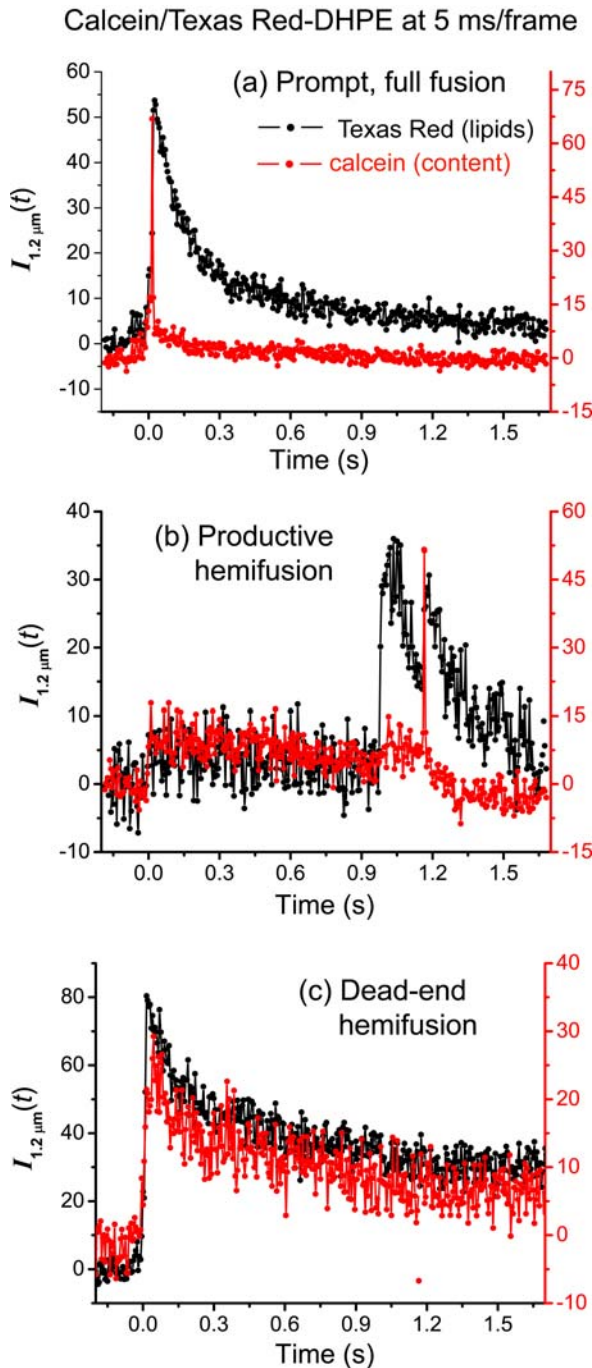 Calcein/Texas Red-DHPE at 5 ms/frame
(a) Prompt, full fusion
Texas Red (lipids)
calcein (content)
I1.2 μm(t)
60
50
40
30
20
10
0
-10
75
60
45
30
15
0
-15
0.0 0.3 0.6 0.9 1.2 1.5
Time (s)
(b) Productive
hemifusion
I1.2 μm(t)
40
30
20
10
0
-10
60
45
30
15
0
-15
0.0 0.3 0.6 0.9 1.2 1.5
Time (s)
(c) Dead-end
hemifusion
I1.2 μm(t)
80
60
40
20
0
40
30
20
10
0
-10
0.0 0.3 0.6 0.9 1.2 1.5
Time (s)